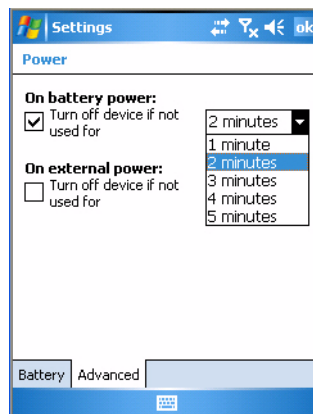 Settings
ok
Power
On battery power:
Turn off device if not
used for
2 minutes
1 minute
2 minutes
3 minutes
4 minutes
5 minutes
On external power:
Turn off device if not
used for
Battery
Advanced